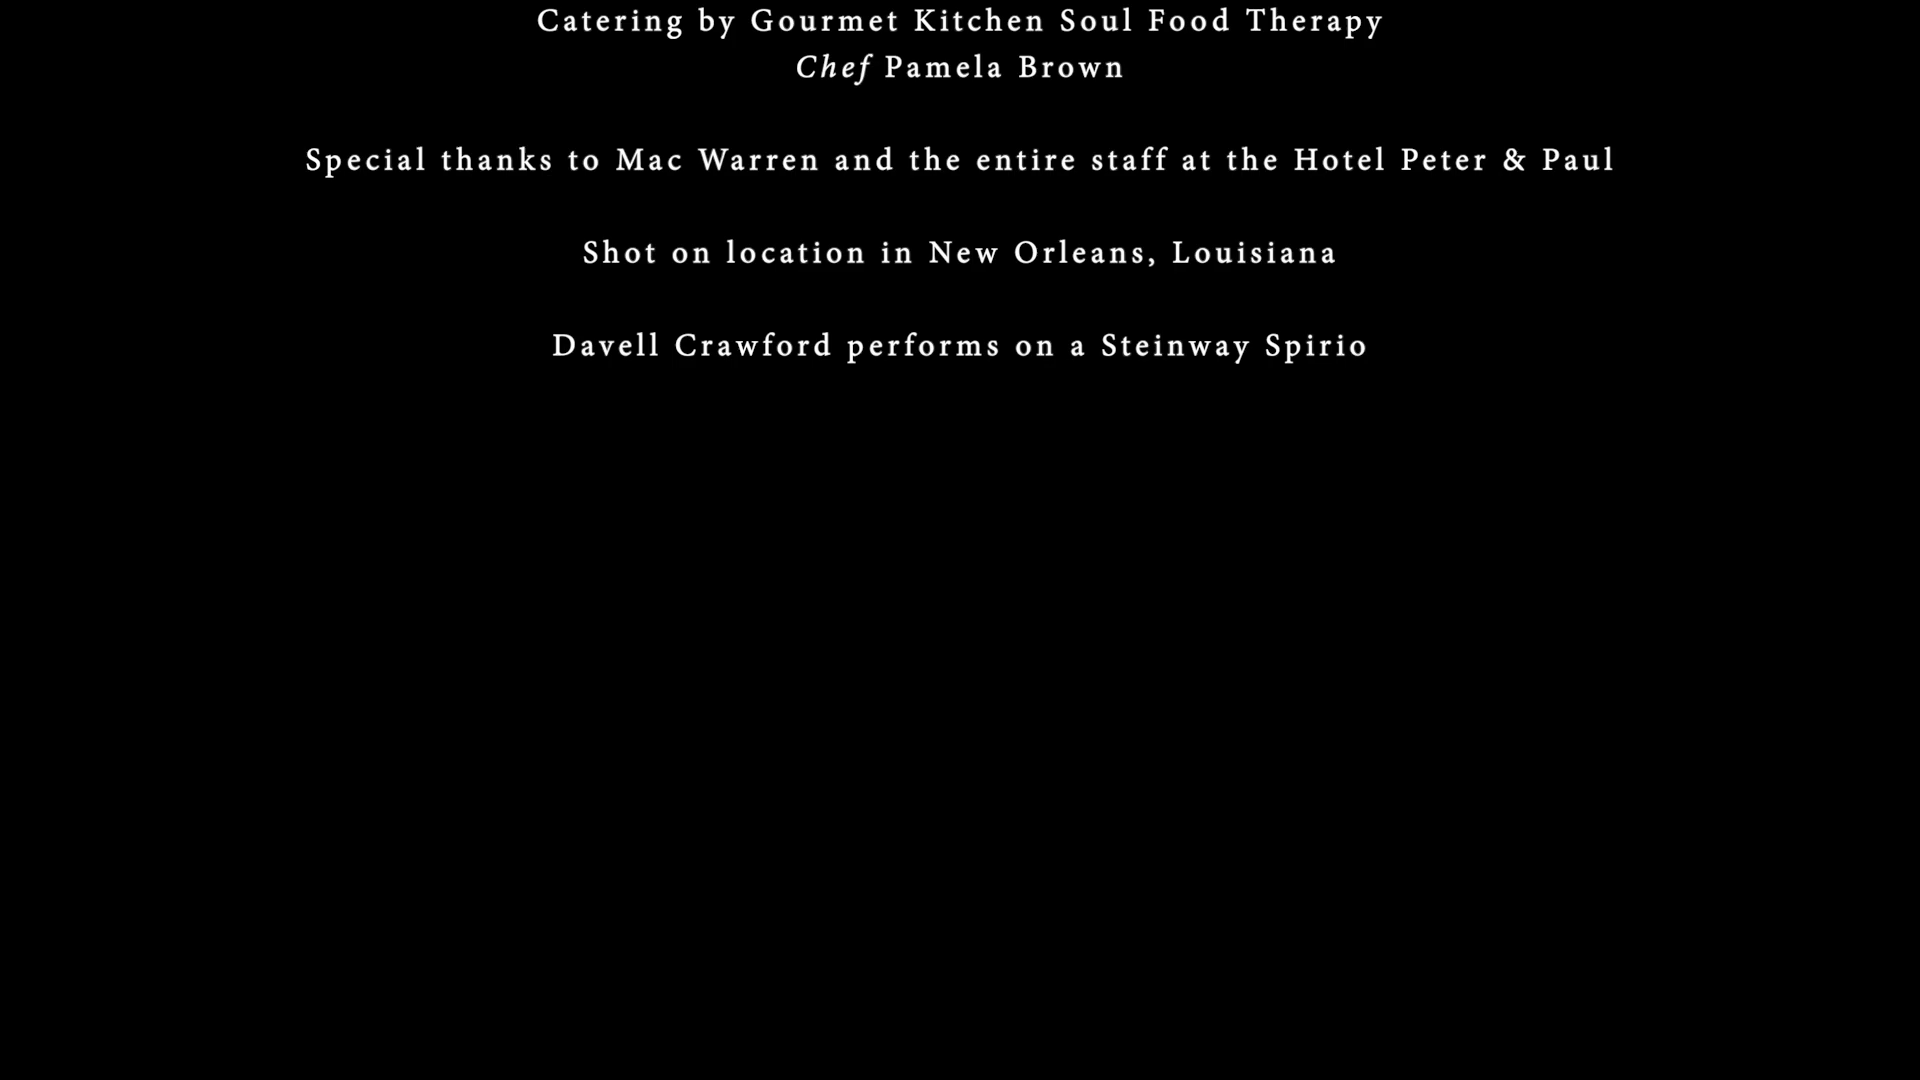 Catering by Gourmet Kitchen Soul Food Therapy
Chef Pamela Brown
Special thanks to Mac Warren and the entire staff at the Hotel Peter & Paul
Shot on location in New Orleans, Louisiana
Davell Crawford performs on a Steinway Spirio